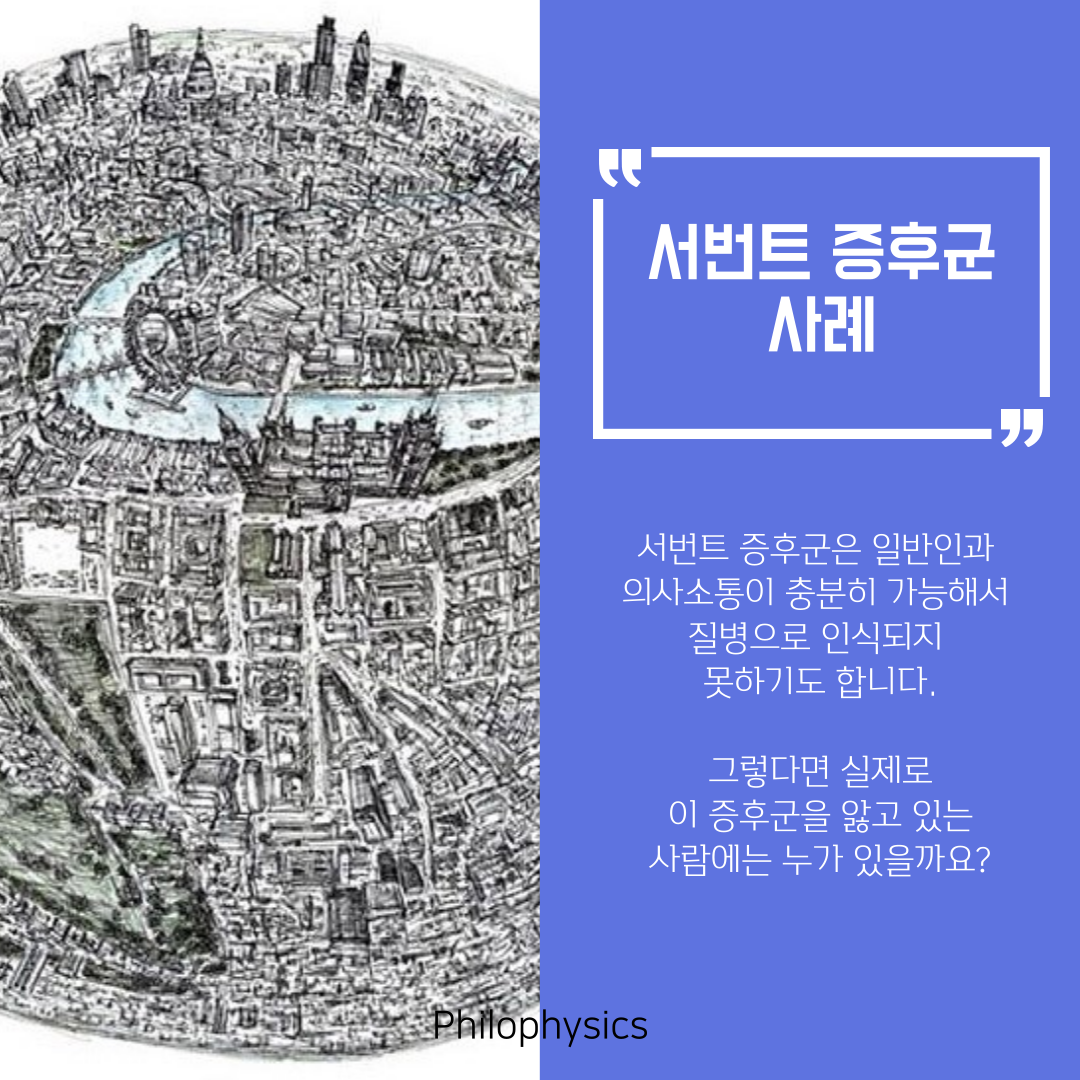 서번트 증후군
사례
서번트 증후군은 일반인과
의사소통이 충분히 가능해서
질병으로 인식되지
못하기도 합니다.
그렇다면 실제로
이 증후군을 앓고 있는
사람에는 누가 있을까요?
Philophysics